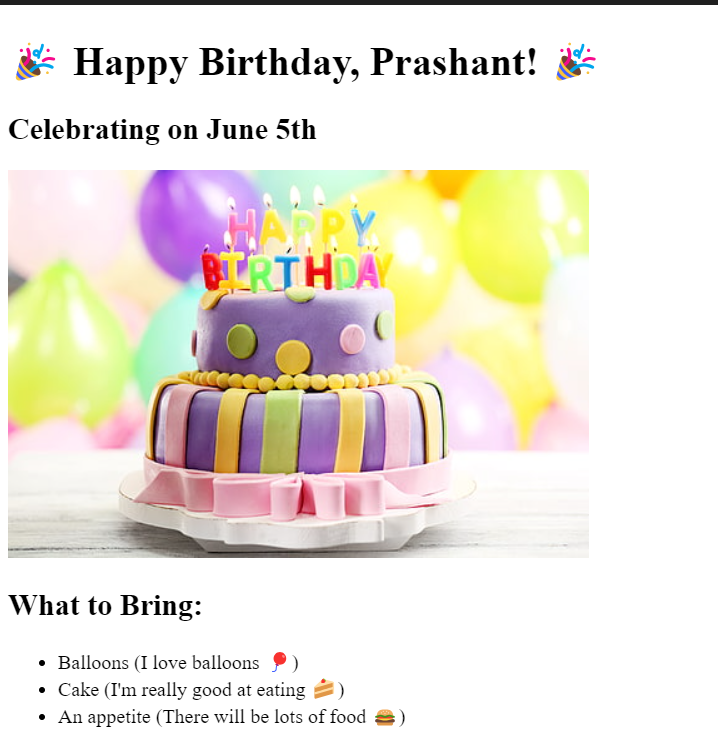 🎉 Happy Birthday, Prashant! 🎉
Celebrating on June 5th
HAPPY
BIRTHDAY
What to Bring:
• Balloons (I love balloons 🎈)
• Cake (I'm really good at eating 🍰)
• An appetite (There will be lots of food 🍔)